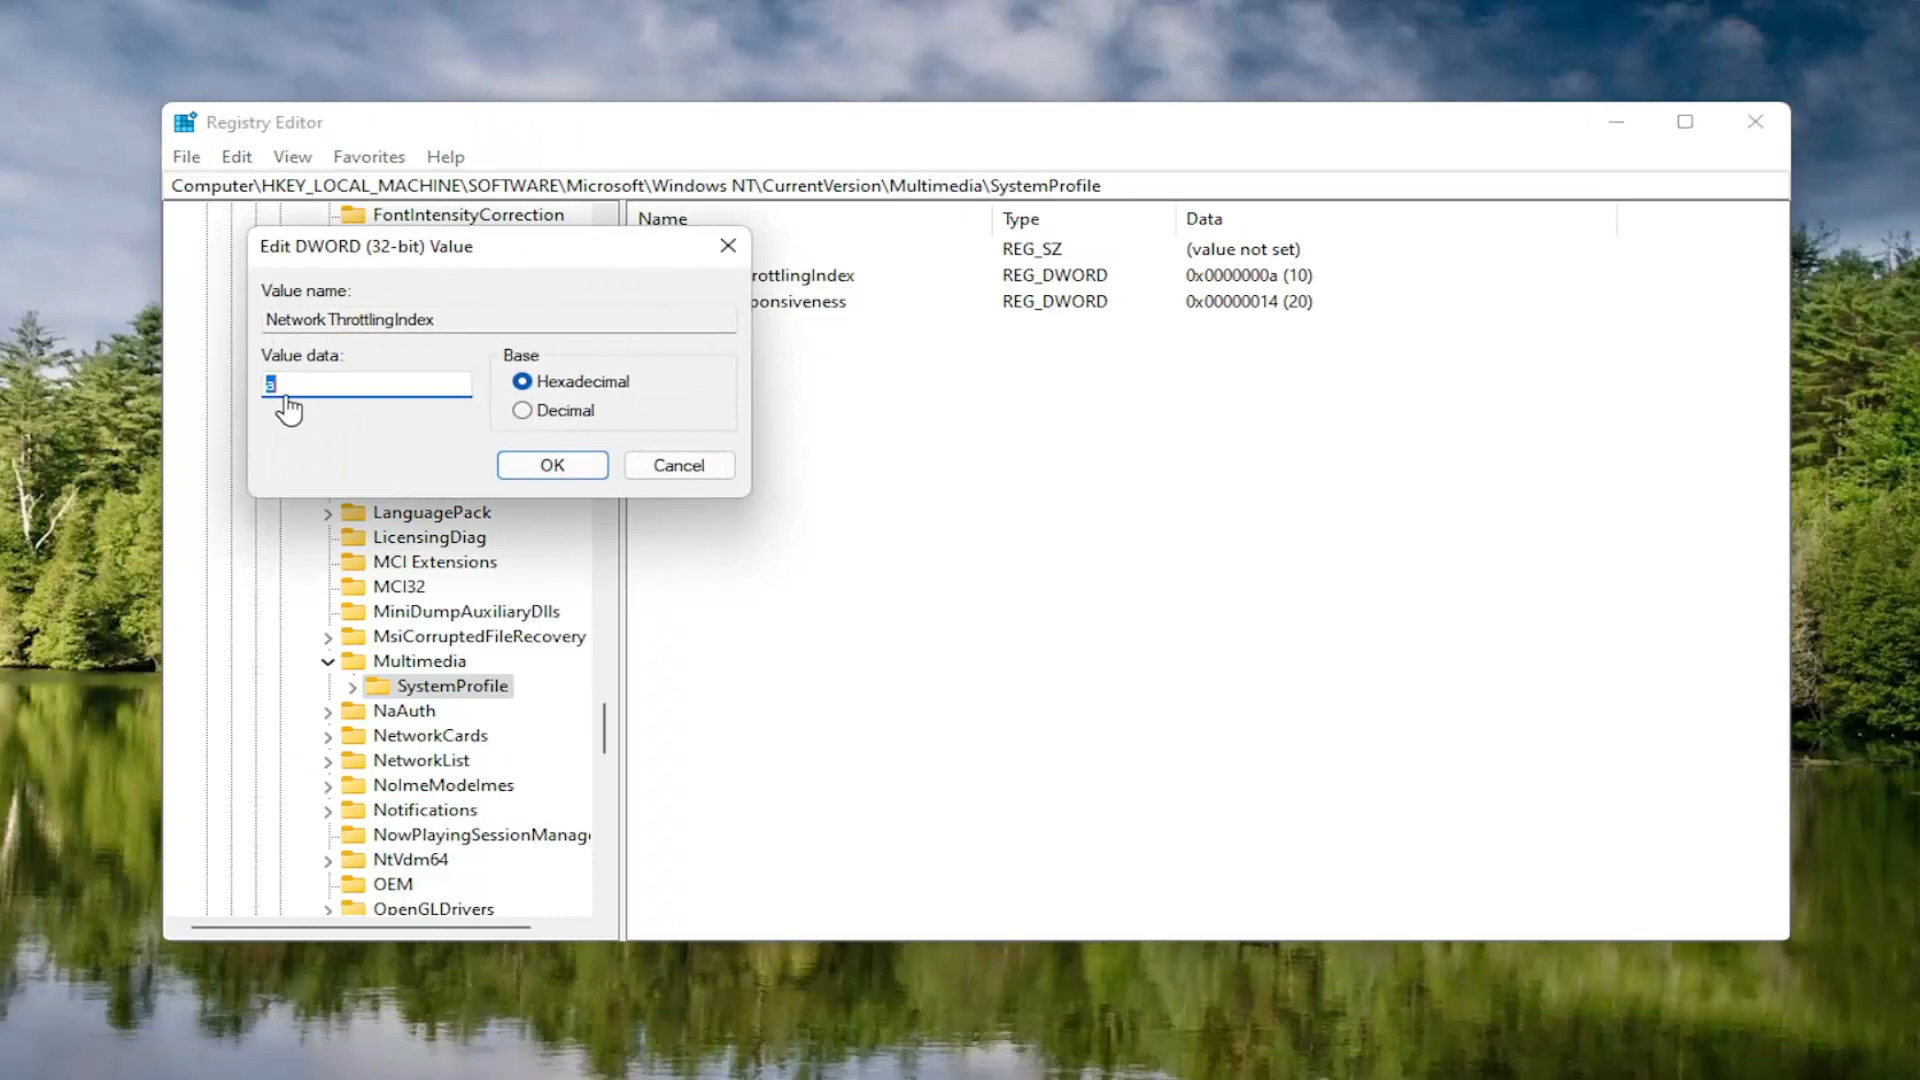 Registry Editor
File Edit View Favorites Help
Computer\HKEY_LOCAL_MACHINE\SOFTWARE\Microsoft\Windows NT\CurrentVersion\Multimedia\SystemProfile
FontIntensityCorrection
Name Type Data
REG_SZ (value not set)
rottlingIndex REG_DWORD 0x0000000a (10)
ponsiveness REG_DWORD 0x00000014 (20)
Edit DWORD (32-bit) Value
Value name:
NetworkThrottlingIndex
Value data:
a
Base
Hexadecimal
Decimal
OK Cancel
LanguagePack
LicensingDiag
MCI Extensions
MCI32
MiniDumpAuxiliaryDlls
MsiCorruptedFileRecovery
Multimedia
SystemProfile
NaAuth
NetworkCards
NetworkList
NoImeModeImes
Notifications
NowPlayingSessionManag
NtVdm64
OEM
OpenGLDrivers